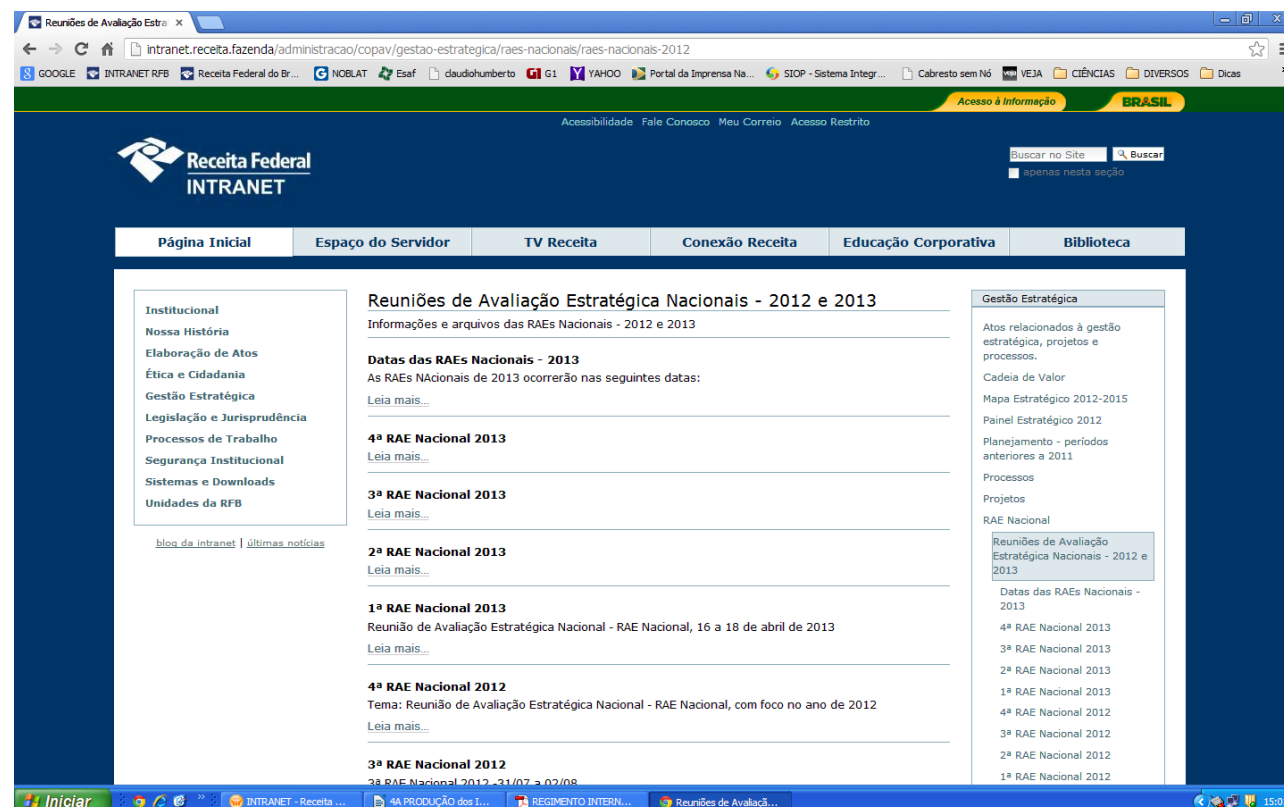 Reuniões de Avaliação Estra
intranet.receita.fazenda/administracao/copav/gestao-estrategica/raes-nacionais/raes-nacionais-2012
GOOGLE INTRANET RFB Receita Federal do Br... NOBLAT Esaf claudiohumberto G1 YAHOO Portal da Imprensa Na... SIOP - Sistema Integr... Cabresto sem Nó VEJA CIÊNCIAS DIVERSOS Dicas
Acesso à Informação BRASIL
Acessibilidade Fale Conosco Meu Correio Acesso Restrito
Receita Federal
INTRANET
Buscar no Site Buscar
apenas nesta seção
Página Inicial Espaço do Servidor TV Receita Conexão Receita Educação Corporativa Biblioteca
Institucional
Nossa História
Elaboração de Atos
Ética e Cidadania
Gestão Estratégica
Legislação e Jurisprudência
Processos de Trabalho
Segurança Institucional
Sistemas e Downloads
Unidades da RFB
blog da intranet | últimas notícias
Reuniões de Avaliação Estratégica Nacionais - 2012 e 2013
Informações e arquivos das RAEs Nacionais - 2012 e 2013
Datas das RAEs Nacionais - 2013
As RAEs NAcionais de 2013 ocorrerão nas seguintes datas:
Leia mais...
4ª RAE Nacional 2013
Leia mais...
3ª RAE Nacional 2013
Leia mais...
2ª RAE Nacional 2013
Leia mais...
1ª RAE Nacional 2013
Reunião de Avaliação Estratégica Nacional - RAE Nacional, 16 a 18 de abril de 2013
Leia mais...
4ª RAE Nacional 2012
Tema: Reunião de Avaliação Estratégica Nacional - RAE Nacional, com foco no ano de 2012
Leia mais...
3ª RAE Nacional 2012
3ª RAE Nacional 2012 -31/07 a 02/08
Gestão Estratégica
Atos relacionados à gestão
estratégica, projetos e
processos.
Cadeia de Valor
Mapa Estratégico 2012-2015
Painel Estratégico 2012
Planejamento - períodos
anteriores a 2011
Processos
Projetos
RAE Nacional
Reuniões de Avaliação
Estratégica Nacionais - 2012 e
2013
Datas das RAEs Nacionais -
2013
4ª RAE Nacional 2013
3ª RAE Nacional 2013
2ª RAE Nacional 2013
1ª RAE Nacional 2013
4ª RAE Nacional 2012
3ª RAE Nacional 2012
2ª RAE Nacional 2012
1ª RAE Nacional 2012
Iniciar INTRANET - Receita ... 4A PRODUÇÃO dos I... REGIMENTO INTERN... Reuniões de Avaliaçã...